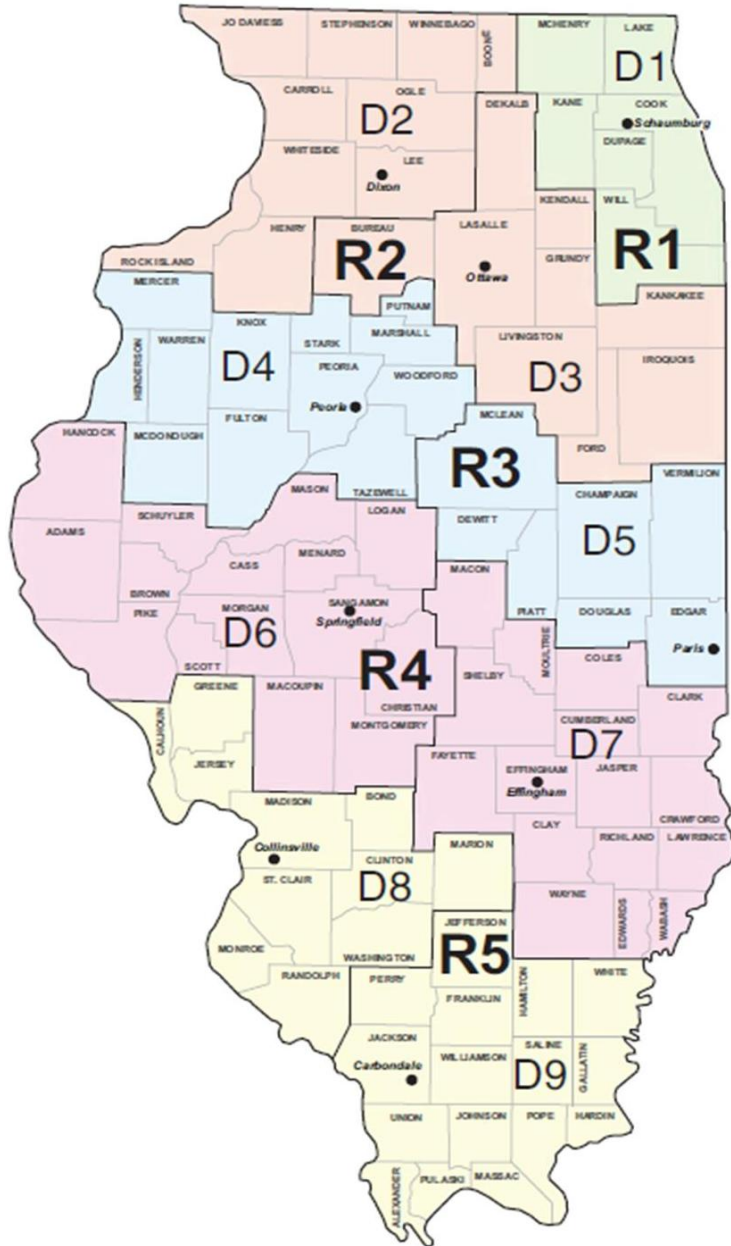 JO DAVIESS
STEPHENSON
WINNEBAGO
BOONE
MCHENRY
LAKE
D1
CARROLL
OGLE
D2
DEKALB
KANE
COOK
Schaumburg
DUPAGE
WHITESIDE
LEE
Dixon
KENDALL
WILL
HENRY
BUREAU
R2
LASALLE
Ottawa
GRUNDY
R1
ROCK ISLAND
MERCER
PUTNAM
KANKAKEE
KNOX
STARK
MARSHALL
LIVINGSTON
HENDERSON
WARREN
D4
PEORIA
WOODFORD
D3
IROQUOIS
Peoria
FULTON
MCLEAN
HANCOCK
MCDONOUGH
R3
FORD
VERMILION
MASON
TAZEWELL
CHAMPAIGN
SCHUYLER
LOGAN
DEWITT
D5
ADAMS
MENARD
CASS
MACON
BROWN
PIKE
MORGAN
SANGAMON
Springfield
PIATT
DOUGLAS
EDGAR
D6
MOULTRIE
Paris
SCOTT
R4
COLES
SHELBY
GREENE
MACOUPIN
CHRISTIAN
CLARK
MONTGOMERY
CUMBERLAND
D7
CALHOUN
JERSEY
FAYETTE
EFFINGHAM
Effingham
JASPER
MADISON
BOND
CRAWFORD
CLAY
RICHLAND
LAWRENCE
Collinsville
MARION
CLINTON
ST. CLAIR
D8
WAYNE
EDWARDS
WABASH
JEFFERSON
R5
MONROE
WASHINGTON
RANDOLPH
PERRY
HAMILTON
WHITE
FRANKLIN
JACKSON
SALINE
GALLATIN
Carbondale
WILLIAMSON
D9
UNION
JOHNSON
POPE
HARDIN
ALEXANDER
PULASKI
MASSAC